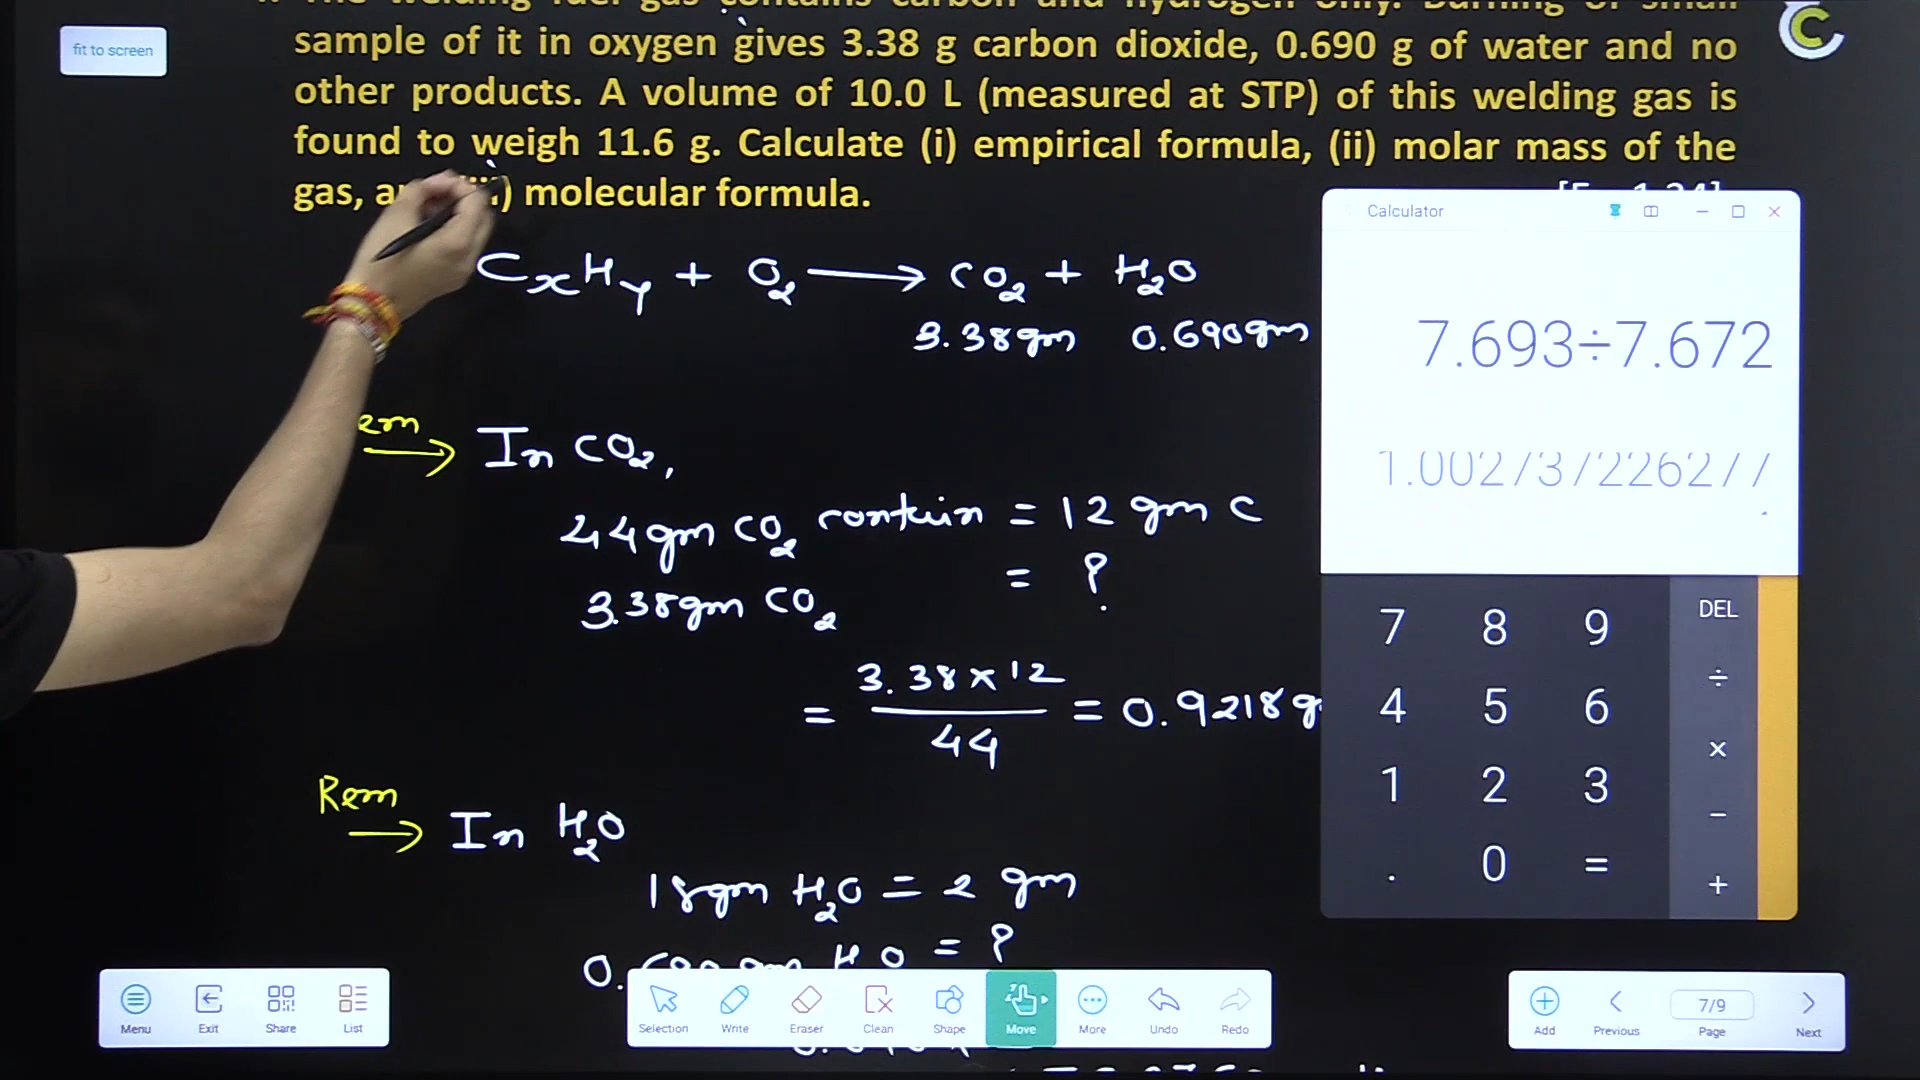 fit to screen
sample of it in oxygen gives 3.38 g carbon dioxide, 0.690 g of water and no
other products. A volume of 10.0 L (measured at STP) of this welding gas is
found to weigh 11.6 g. Calculate (i) empirical formula, (ii) molar mass of the
gas, molecular formula.
CxHy + O2 ⟶ CO2 + H2O
3.38gm 0.690gm
In CO2,
44gm CO2 contain = 12 gm C
3.38gm CO2 = ?
= 3.38 x 12 / 44 = 0.9218 g
Rem
→ In H2O
18gm H2O = 2 gm
= ?
Calculator
7.693÷7.672
7 8 9 DEL
÷
4 5 6
×
1 2 3
−
. 0 =
+
Menu Exit Share List
Selection Write Eraser Clean Shape Move More Undo Redo
Add Previous 7/9 Page Next